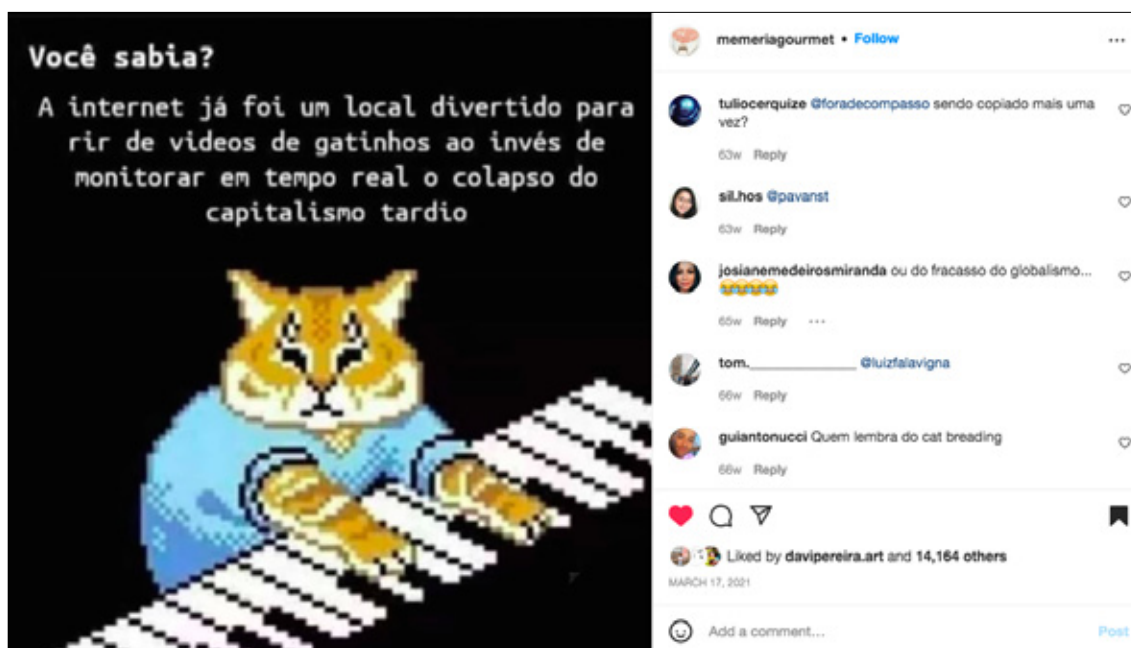 Você sabia?
A internet já foi um local divertido para
rir de videos de gatinhos ao invés de
monitorar em tempo real o colapso do
capitalismo tardio
memeriagourmet • Follow
tuliocerquize @foradecompasso sendo copiado mais uma
vez?
63w Reply
sil.hos @pavanst
63w Reply
josianemedeirosmiranda ou do fracasso do globalismo...
65w Reply
tom.______________ @luizfalavigna
66w Reply
guiantonucci Quem lembra do cat breading
66w Reply
Liked by davipereira.art and 14,164 others
MARCH 17, 2021
Add a comment...
Post